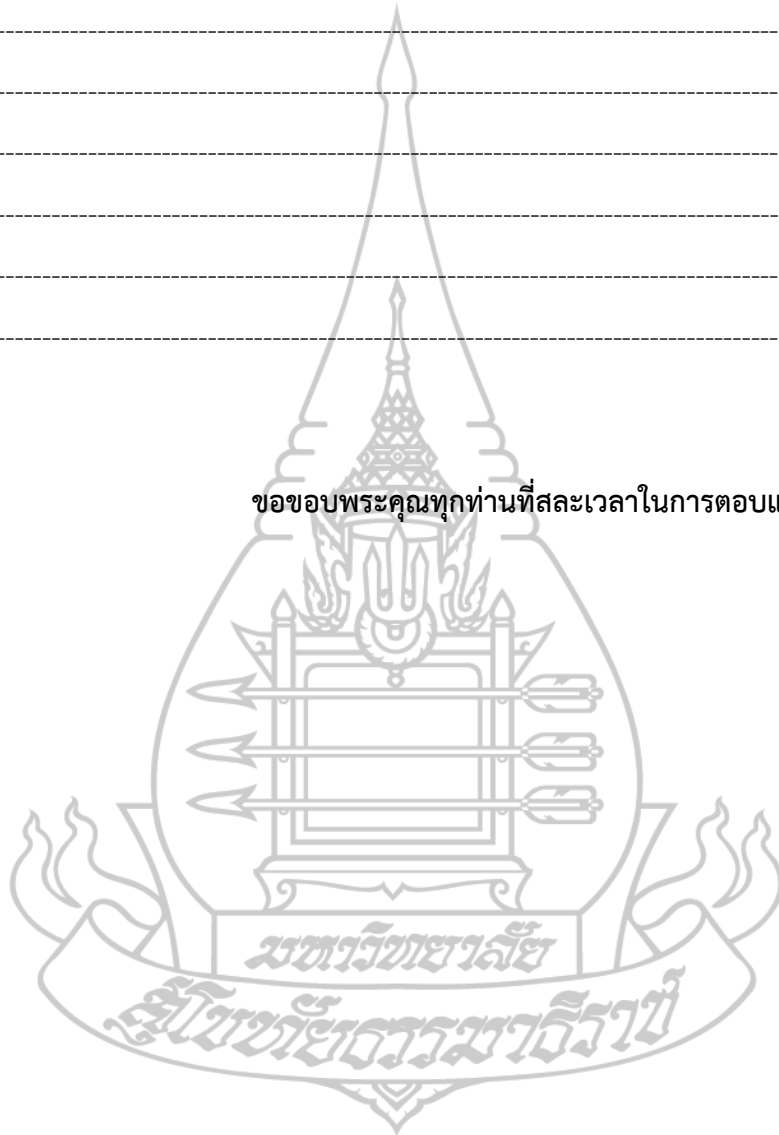 ขอขอบพระคุณทุกท่านที่สละเวลาในการตอบแ
มหาวิทยาลัย
สุโขทัยธรรมาธิราช